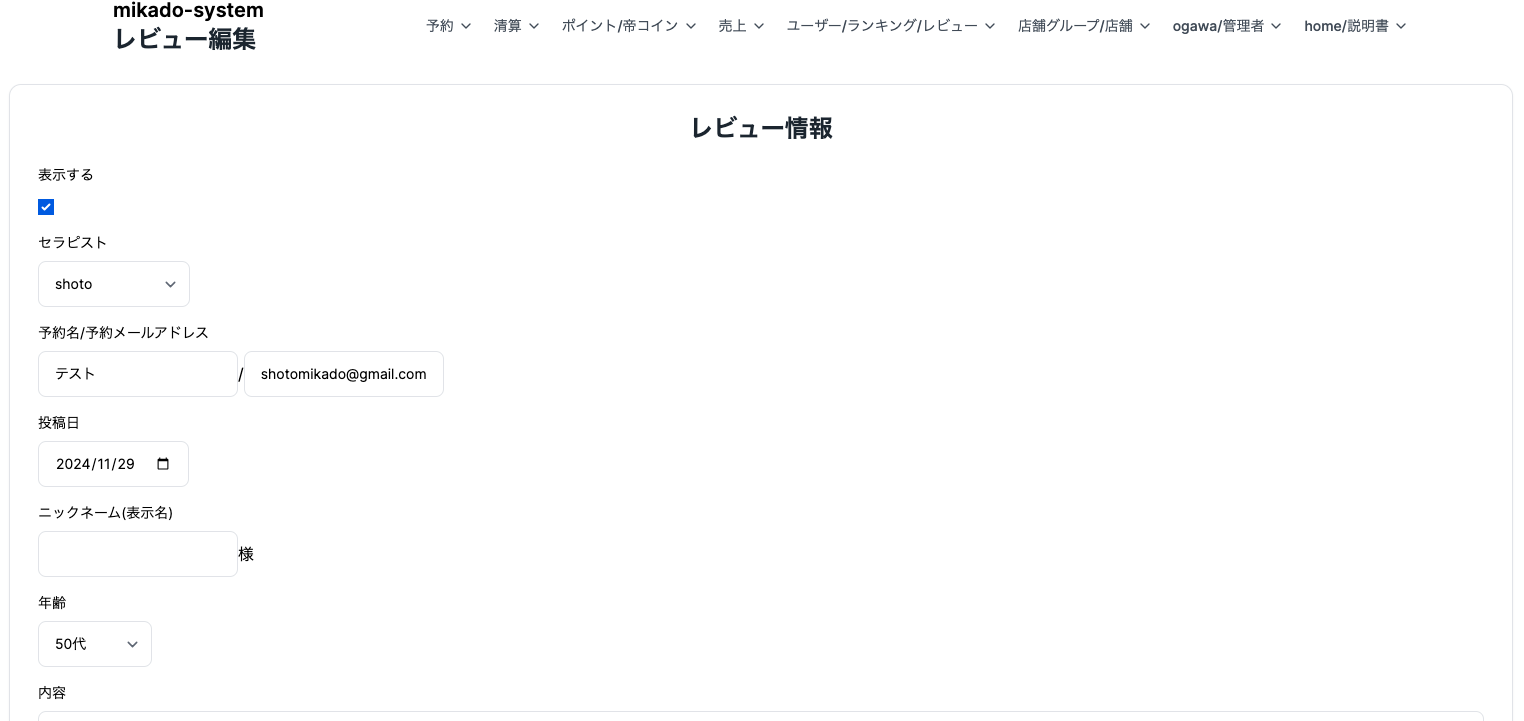 mikado-system
レビュー編集
予約 清算 ポイント/帝コイン 売上 ユーザー/ランキング/レビュー 店舗グループ/店舗 ogawa/管理者 home/説明書
レビュー情報
表示する
セラピスト
shoto
予約名/予約メールアドレス
テスト / shotomikado@gmail.com
投稿日
2024/11/29
ニックネーム(表示名)
様
年齢
50代
内容